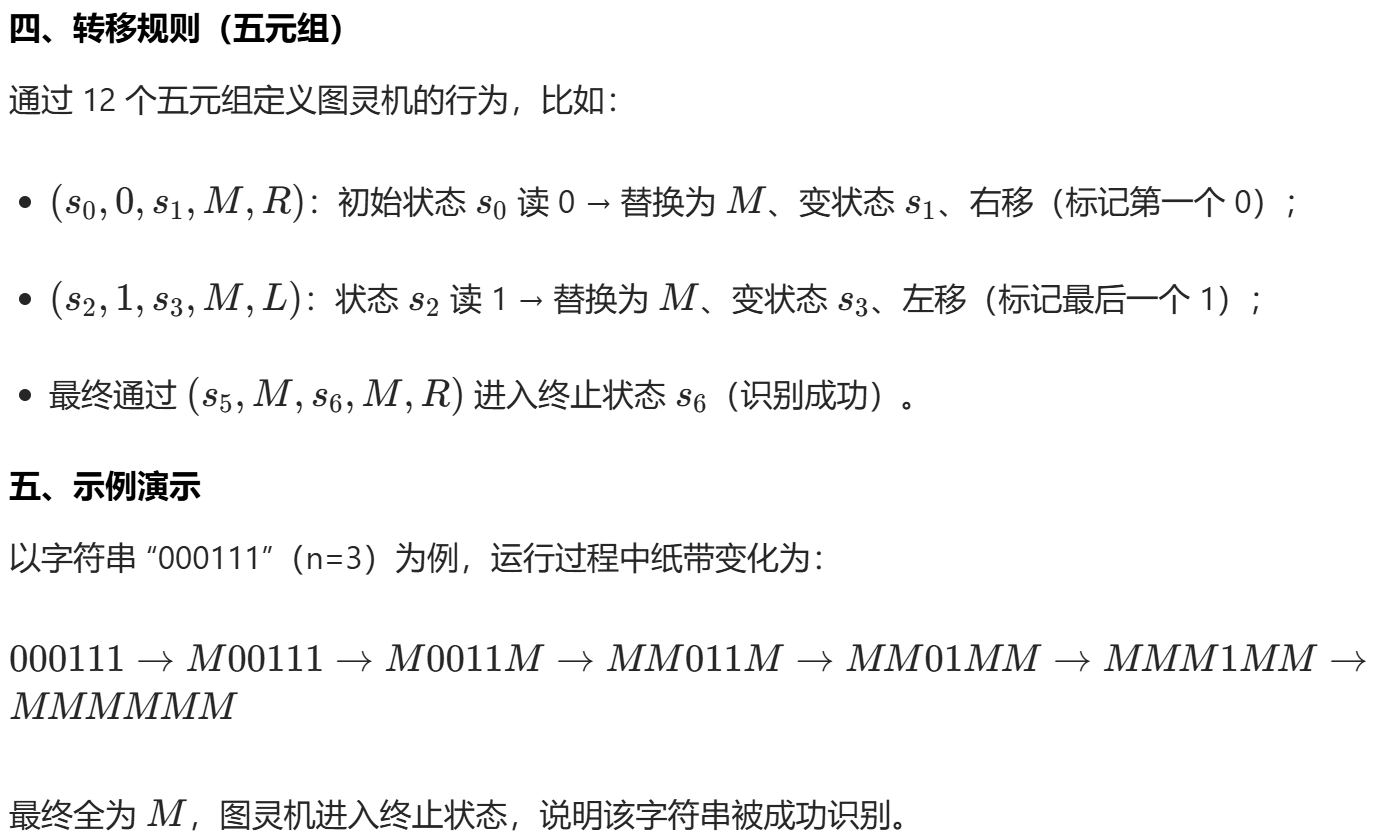 四、转移规则（五元组）
通过 12 个五元组定义图灵机的行为，比如：
• (s₀, 0, s₁, M, R)：初始状态 s₀ 读 0 → 替换为 M、变状态 s₁、右移（标记第一个 0）；
• (s₂, 1, s₃, M, L)：状态 s₂ 读 1 → 替换为 M、变状态 s₃、左移（标记最后一个 1）；
• 最终通过 (s₅, M, s₆, M, R) 进入终止状态 s₆（识别成功）。
五、示例演示
以字符串 “000111”（n=3）为例，运行过程中纸带变化为：
000111 → M00111 → M0011M → MM011M → MM01MM → MMM1MM →
MMMMMM
最终全为 M，图灵机进入终止状态，说明该字符串被成功识别。